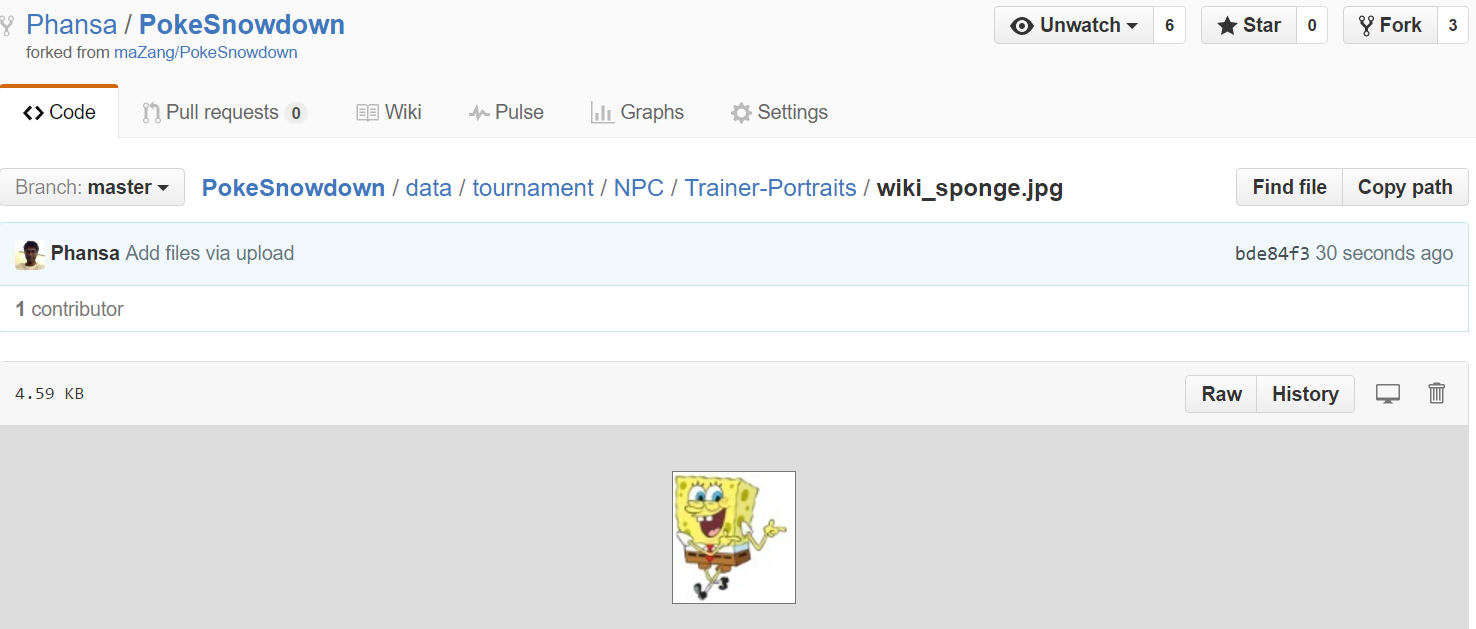 Phansa / PokeSnowdown
forked from maZang/PokeSnowdown
Unwatch 6
Star 0
Fork 3
Code
Pull requests 0
Wiki
Pulse
Graphs
Settings
Branch: master
PokeSnowdown / data / tournament / NPC / Trainer-Portraits / wiki_sponge.jpg
Find file
Copy path
Phansa Add files via upload
bde84f3 30 seconds ago
1 contributor
4.59 KB
Raw
History